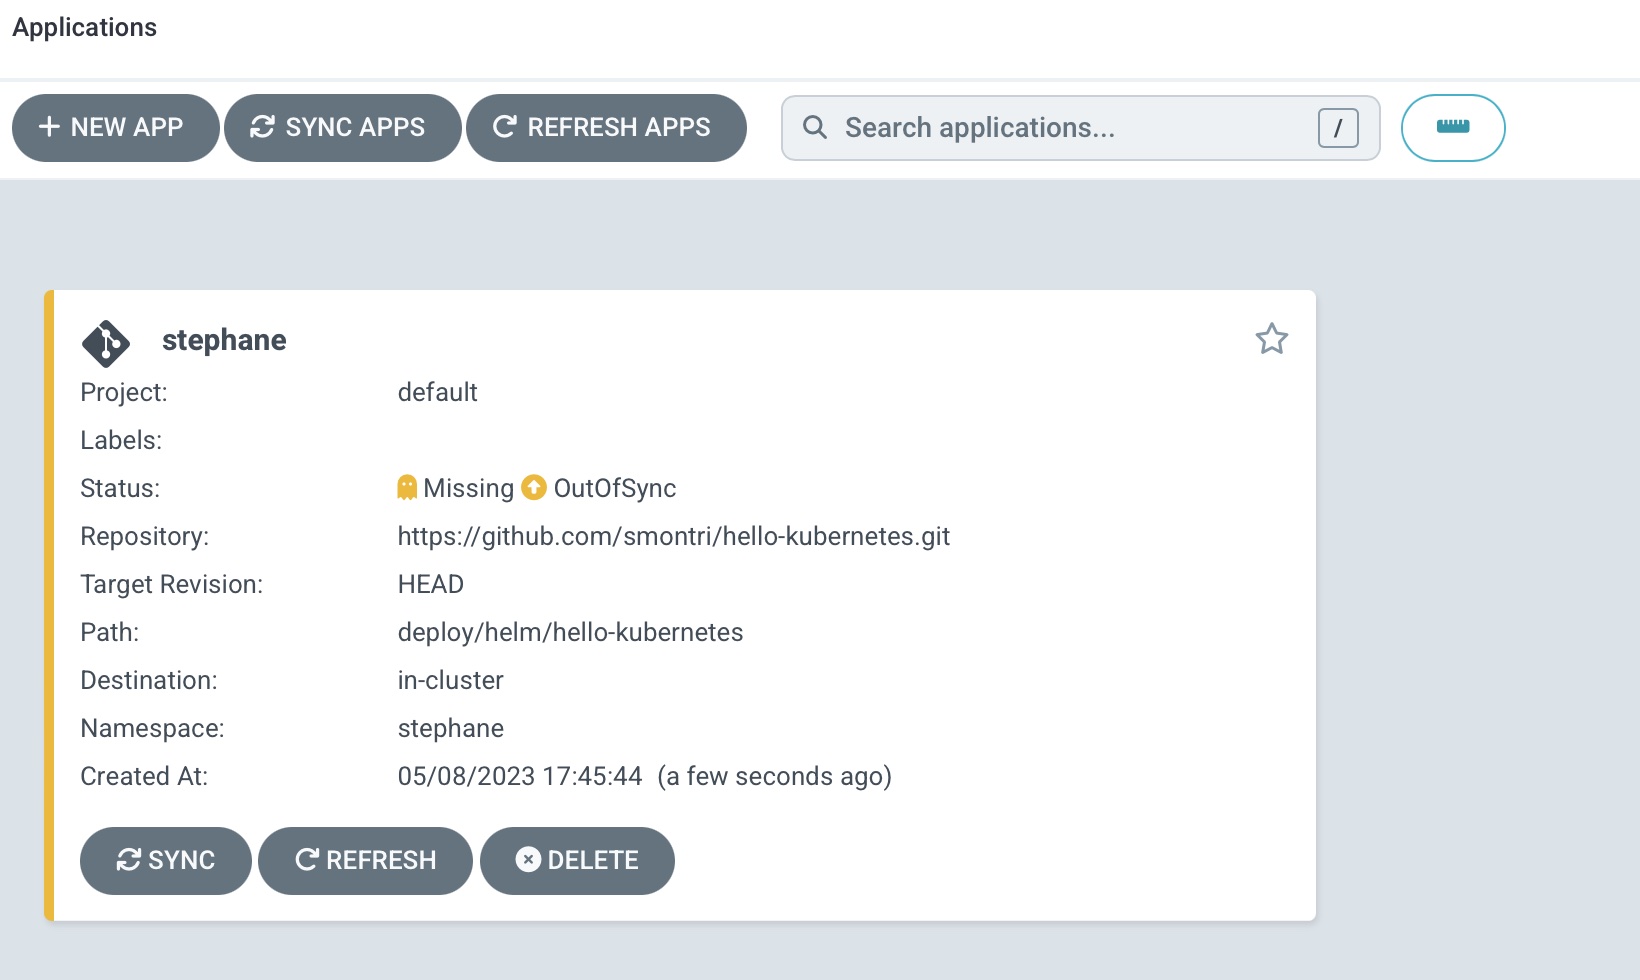 Applications
+ NEW APP SYNC APPS REFRESH APPS Search applications... /
stephane
Project: default
Labels:
Status: Missing OutOfSync
Repository: https://github.com/smontri/hello-kubernetes.git
Target Revision: HEAD
Path: deploy/helm/hello-kubernetes
Destination: in-cluster
Namespace: stephane
Created At: 05/08/2023 17:45:44 (a few seconds ago)
SYNC REFRESH DELETE